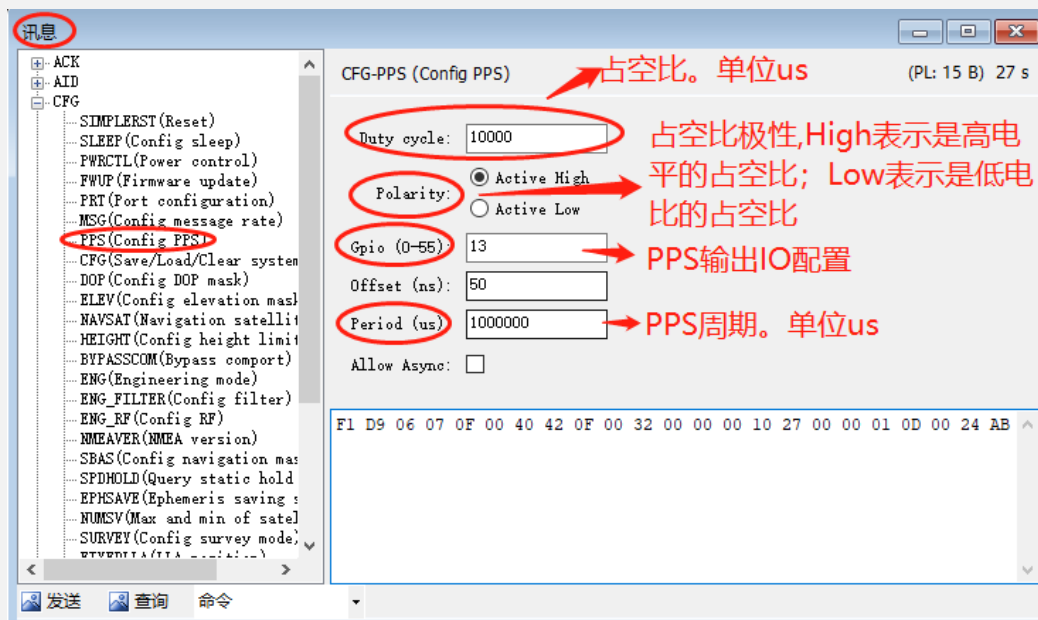 讯息
ACK
AID
CFG
SIMPLERST(Reset)
SLEEP(Config sleep)
PWRCTL(Power control)
FWUP(Firmware update)
PRT(Port configuration)
MSG(Config message rate)
PPS(Config PPS)
CFG(Save/Load/Clear system
DOP(Config DOP mask)
ELEV(Config elevation mask
NAVSAT(Navigation satellit
HEIGHT(Config height limit
BYPASSCOM(Bypass comport)
ENG(Engineering mode)
ENG_FILTER(Config filter)
ENG_RF(Config RF)
NMEAVER(NMEA version)
SBAS(Config navigation mas
SPDHOLD(Query static hold
EPHSAVE(Ephemeris saving s
NUMSV(Max and min of satel
SURVEY(Config survey mode)
CFG-PPS (Config PPS)
(PL: 15 B) 27 s
占空比。单位us
Duty cycle: 10000
Polarity:
Active High
Active Low
占空比极性,High表示是高电
平的占空比；Low表示是低电
比的占空比
Gpio (0-55): 13
PPS输出IO配置
Offset (ns): 50
Period (us) 1000000
PPS周期。单位us
Allow Async:
F1 D9 06 07 0F 00 40 42 0F 00 32 00 00 00 10 27 00 00 01 0D 00 24 AB
发送 查询 命令